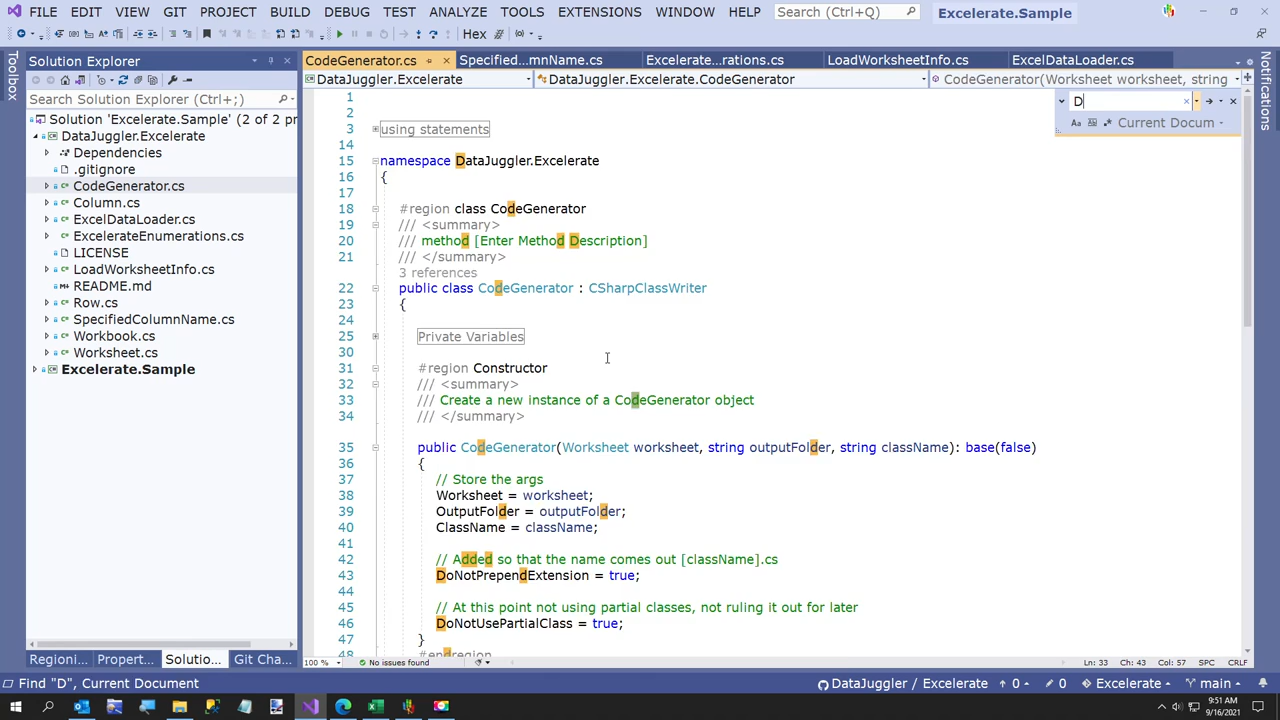 FILE EDIT VIEW GIT PROJECT BUILD DEBUG TEST ANALYZE TOOLS EXTENSIONS WINDOW HELP Search (Ctrl+Q) Excelerate.Sample
Hex
Toolbox
Solution Explorer
Search Solution Explorer (Ctrl+;)
Solution 'Excelerate.Sample' (2 of 2 pr
DataJuggler.Excelerate
Dependencies
.gitignore
CodeGenerator.cs
Column.cs
ExcelDataLoader.cs
ExcelerateEnumerations.cs
LICENSE
LoadWorksheetInfo.cs
README.md
Row.cs
SpecifiedColumnName.cs
Workbook.cs
Worksheet.cs
Excelerate.Sample
Regioni... Propert... Solutio... Git Cha...
CodeGenerator.cs Specified...mnName.cs Excelerate...rations.cs LoadWorksheetInfo.cs ExcelDataLoader.cs
DataJuggler.Excelerate DataJuggler.Excelerate.CodeGenerator CodeGenerator(Worksheet worksheet, string
D
Aa Current Docum
Notifications
1
2
3 using statements
14
15 namespace DataJuggler.Excelerate
16 {
17
18 #region class CodeGenerator
19 /// <summary>
20 /// method [Enter Method Description]
21 /// </summary>
3 references
22 public class CodeGenerator : CSharpClassWriter
23 {
24
25 Private Variables
30
31 #region Constructor
32 /// <summary>
33 /// Create a new instance of a CodeGenerator object
34 /// </summary>
35 public CodeGenerator(Worksheet worksheet, string outputFolder, string className): base(false)
36 {
37 // Store the args
38 Worksheet = worksheet;
39 OutputFolder = outputFolder;
40 ClassName = className;
41
42 // Added so that the name comes out [className].cs
43 DoNotPrependExtension = true;
44
45 // At this point not using partial classes, not ruling it out for later
46 DoNotUsePartialClass = true;
47 }
48 #endregion
100 % No issues found Ln: 33 Ch: 43 Col: 57 SPC CRLF
Find "D", Current Document DataJuggler / Excelerate 0 0 Excelerate main
9:51 AM
9/16/2021